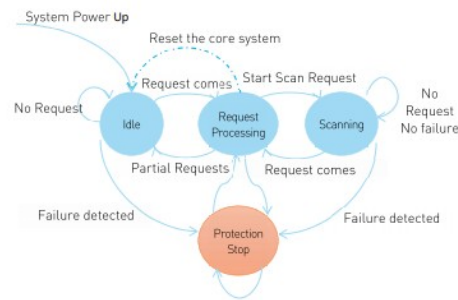 System Power Up
Reset the core system
Request comes
Start Scan Request
No Request
No
Request
No failure
Idle
Request
Processing
Scanning
Partial Requests
Request comes
Failure detected
Failure detected
Protection
Stop